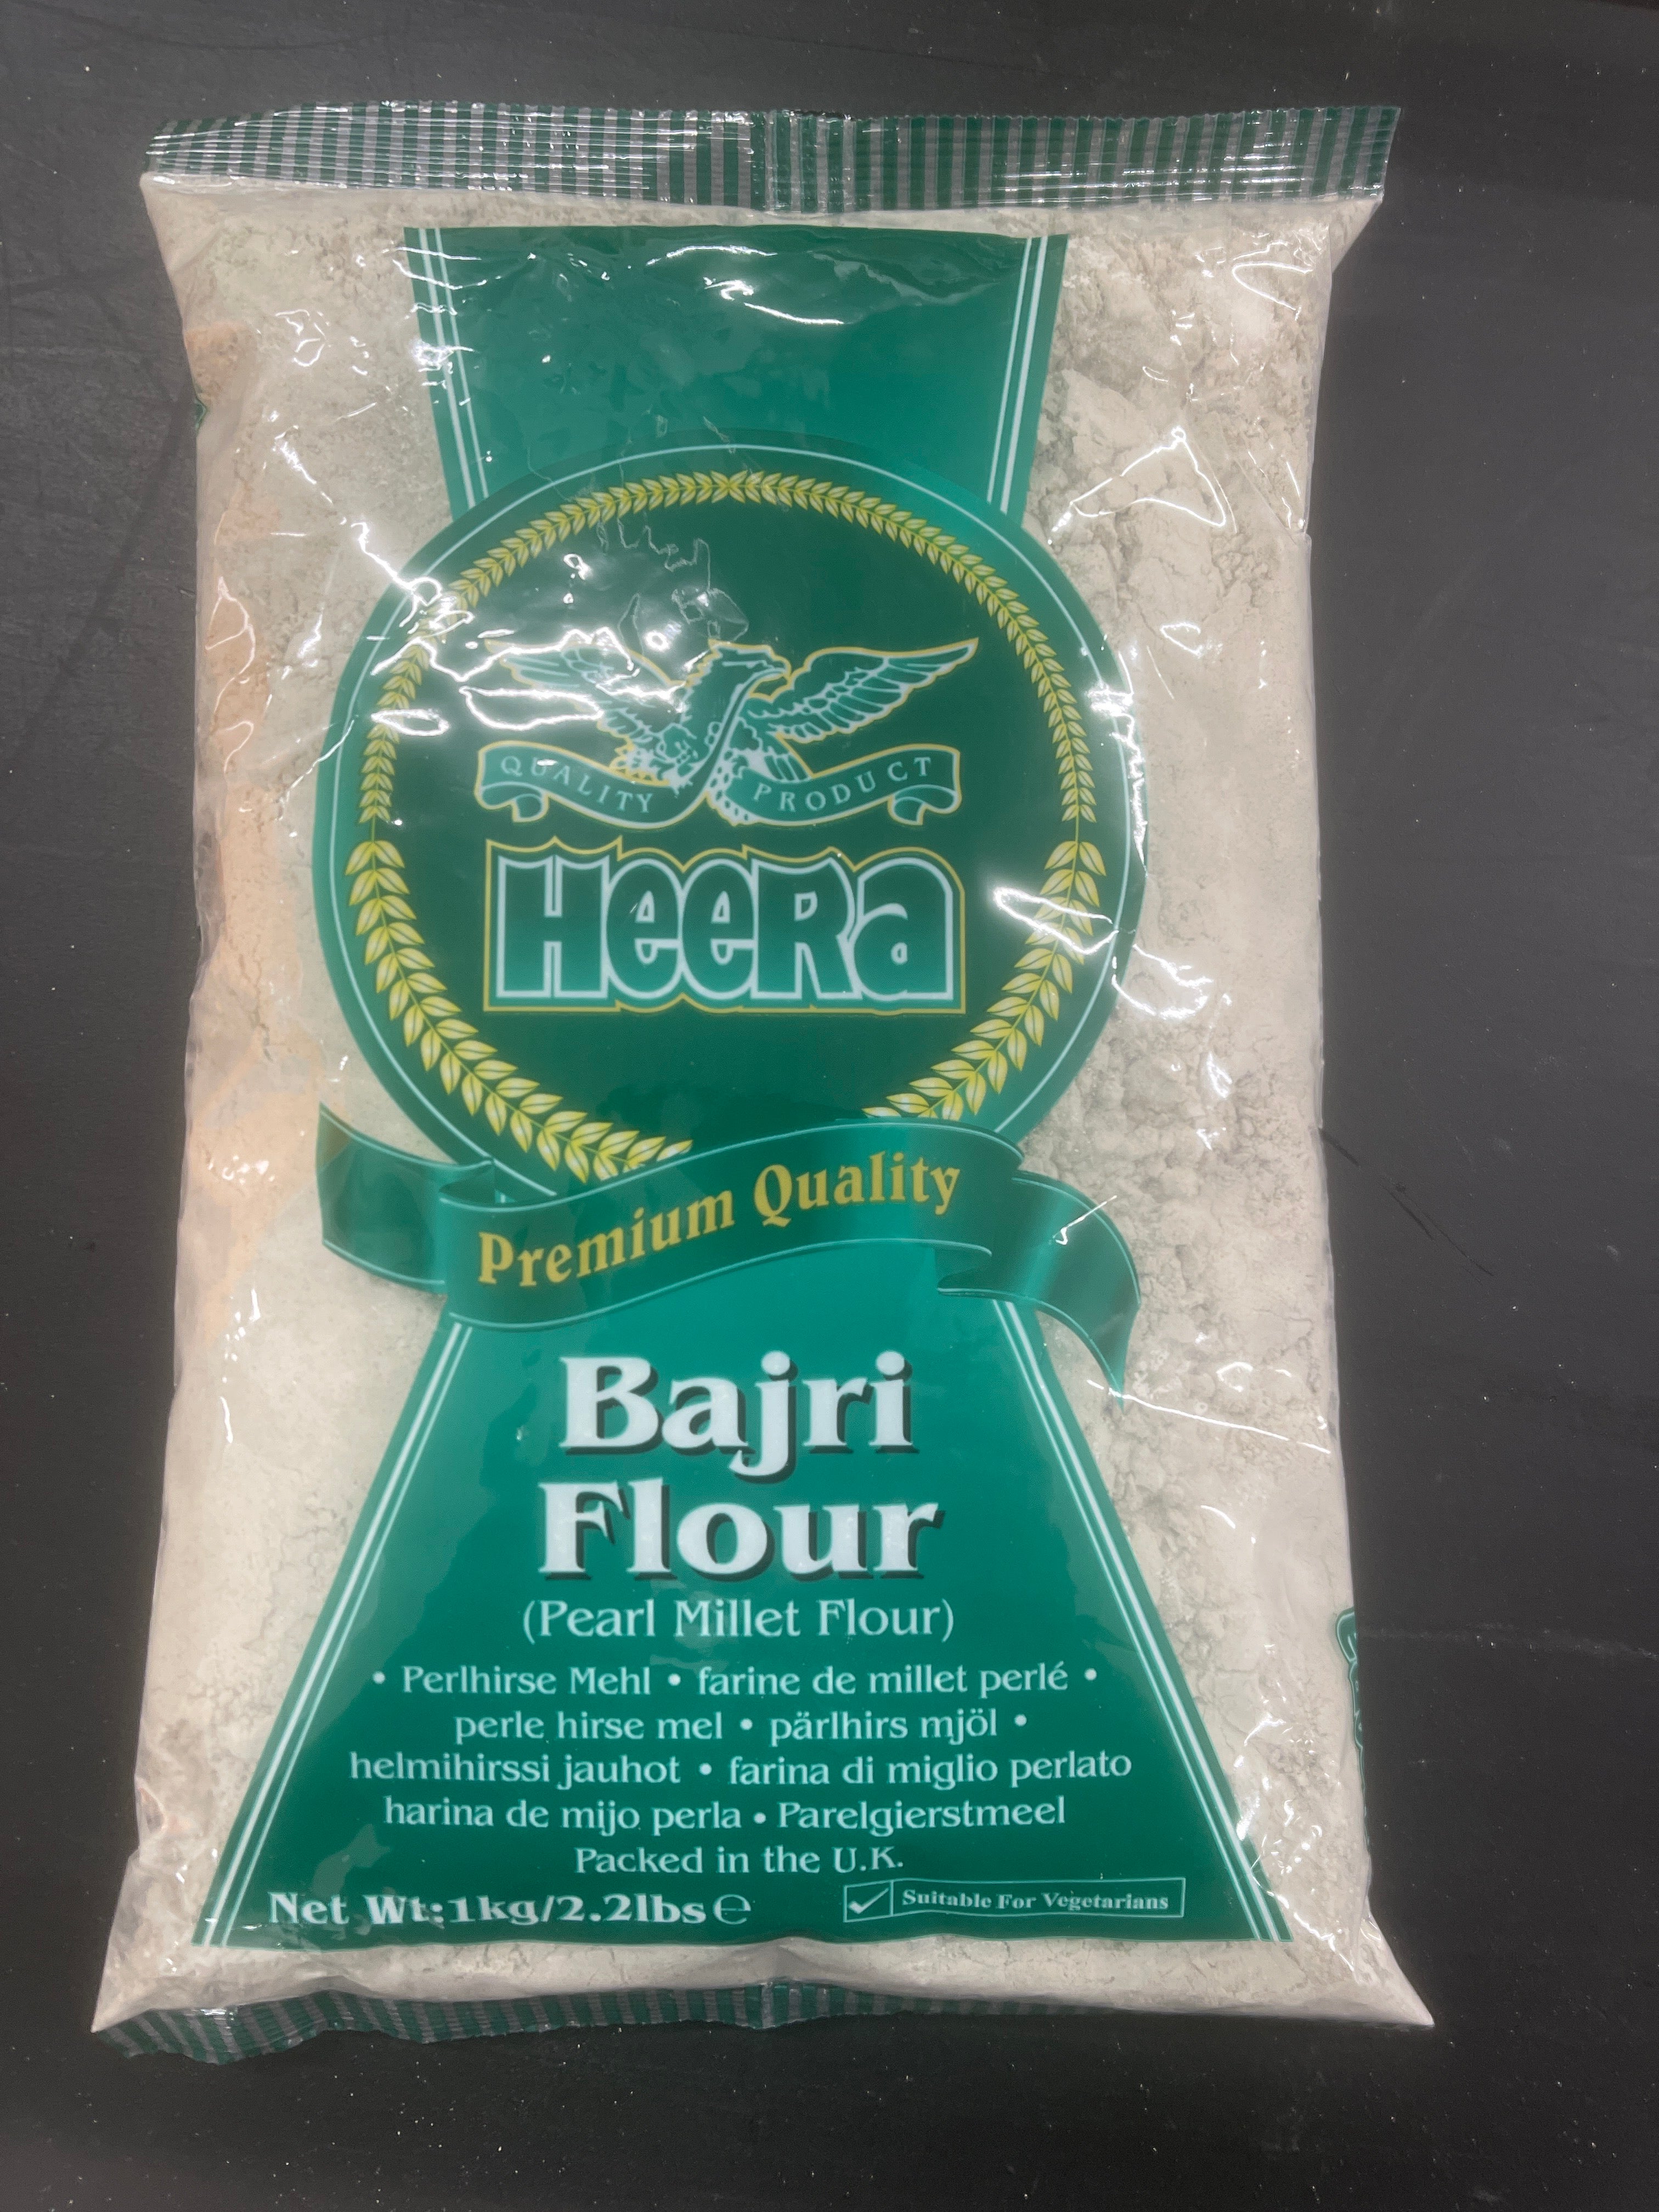 QUALITY PRODUCT
HeeRa
Premium Quality
Bajri
Flour
(Pearl Millet Flour)
• Perlhirse Mehl • farine de millet perlé •
perle hirse mel • pärlhirs mjöl •
helmihirssi jauhot • farina di miglio perlato
harina de mijo perla • Parelgierstmeel
Packed in the U.K.
Net Wt:1kg/2.2lbs℮
Suitable For Vegetarians